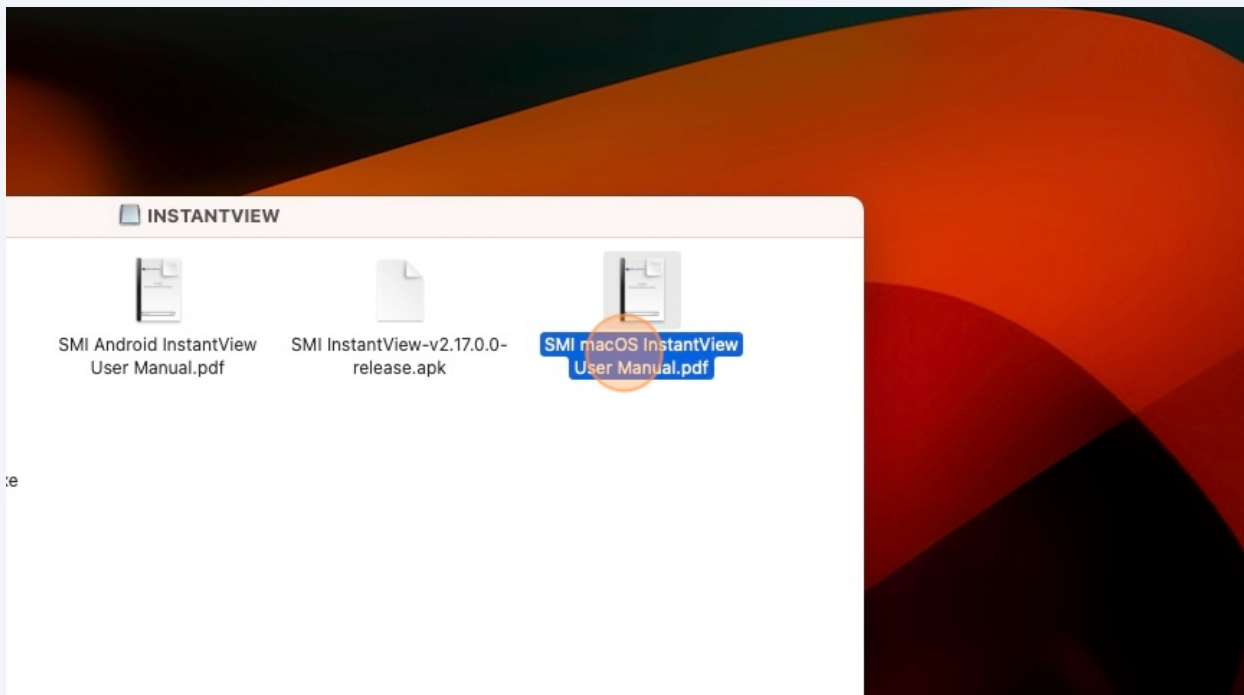 INSTANTVIEW
SMI Android InstantView
User Manual.pdf
SMI InstantView-v2.17.0.0-
release.apk
SMI macOS InstantView
User Manual.pdf